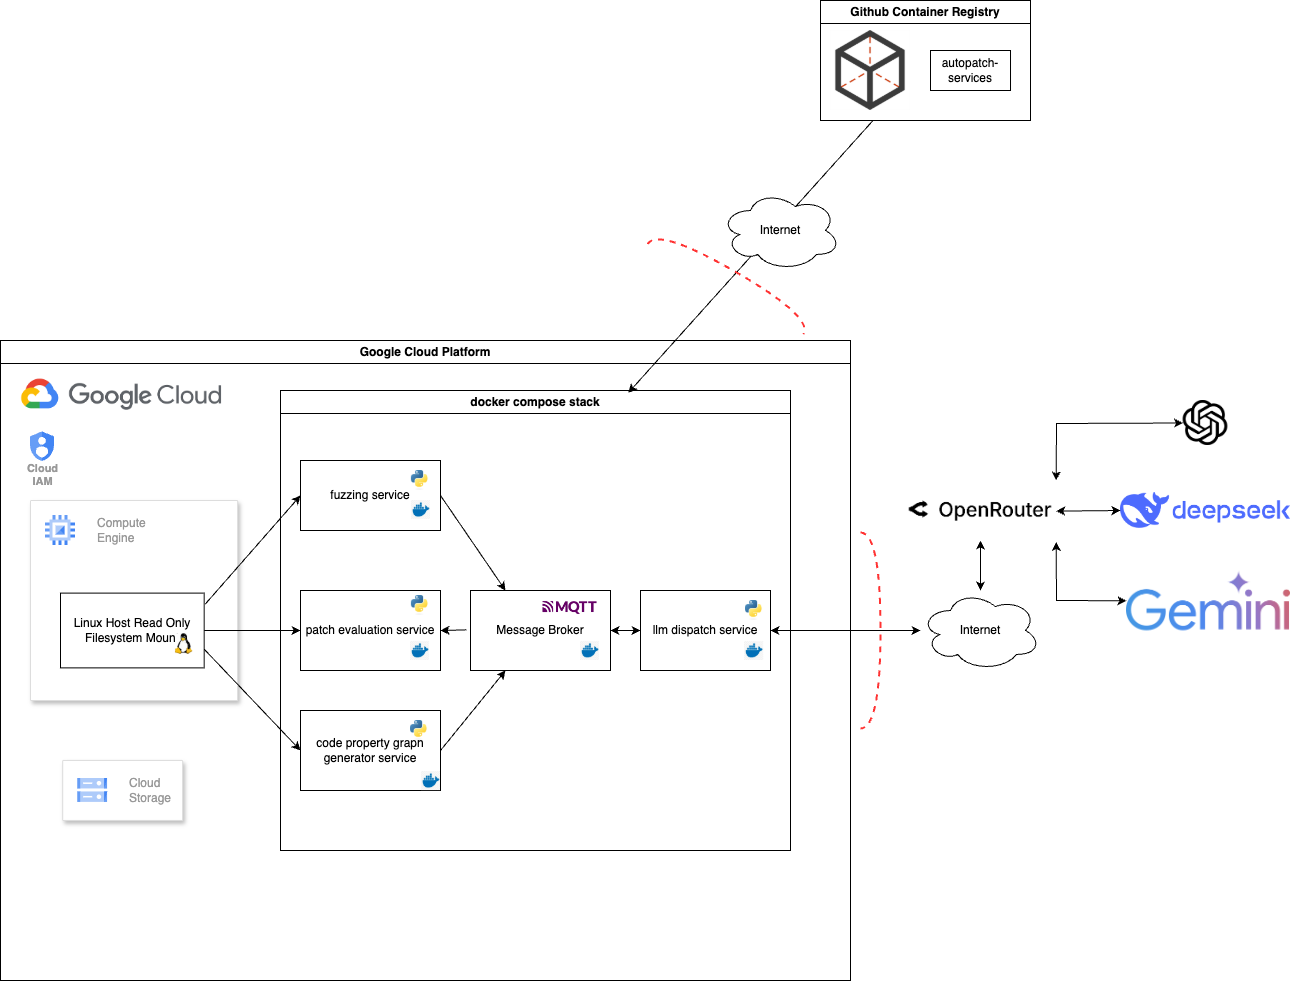 Github Container Registry
autopatch-
services
Internet
Google Cloud Platform
Google Cloud
docker compose stack
Cloud
IAM
Compute
Engine
fuzzing service
Linux Host Read Only
Filesystem Moun
patch evaluation service
MQTT
Message Broker
llm dispatch service
code property graph
generator service
Cloud
Storage
OpenRouter
deepseek
Internet
Gemini